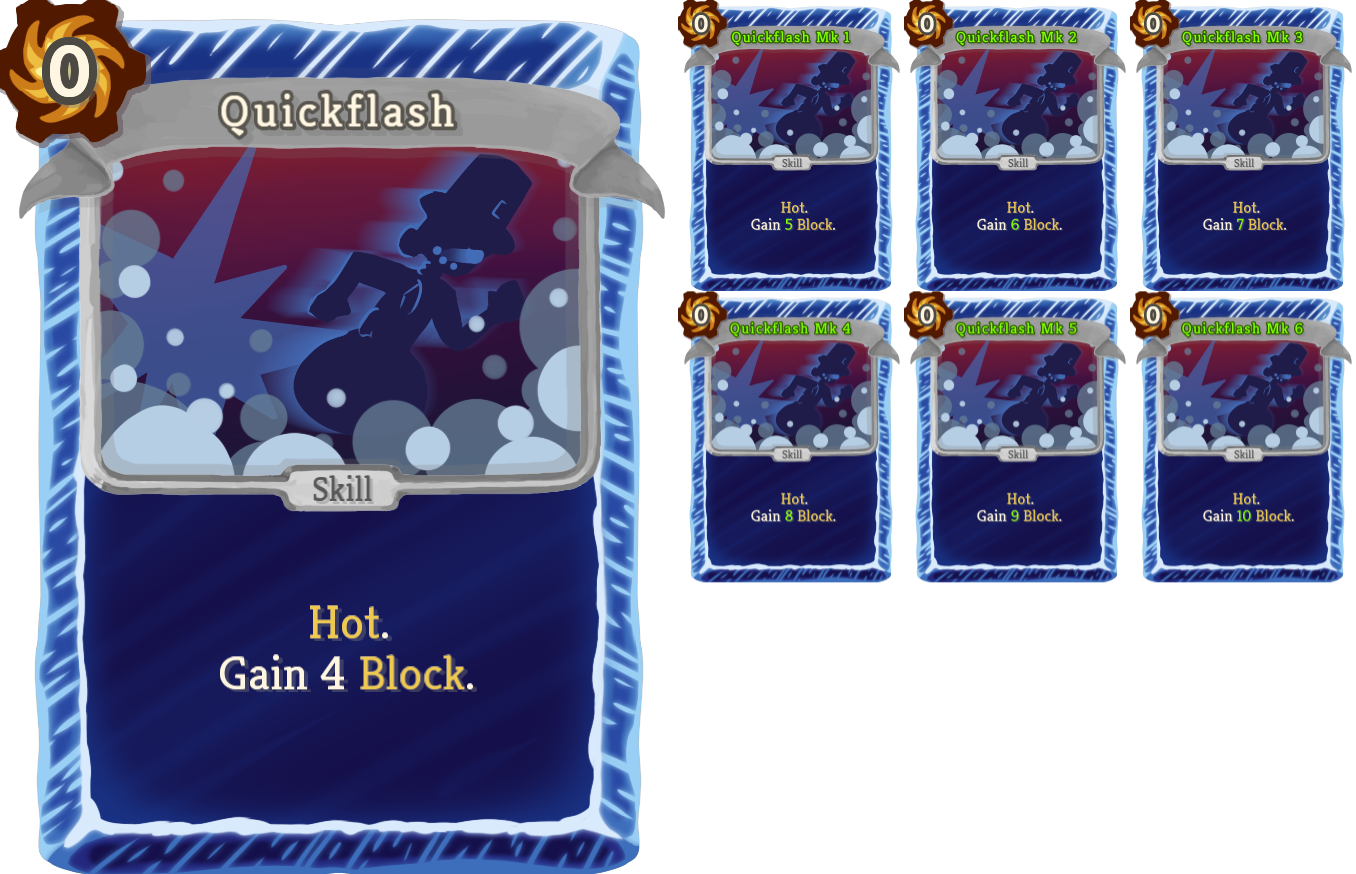 0
Quickflash
Skill
Hot.
Gain 4 Block.
0
Quickflash Mk 1
Skill
Hot.
Gain 5 Block.
0
Quickflash Mk 2
Skill
Hot.
Gain 6 Block.
0
Quickflash Mk 3
Skill
Hot.
Gain 7 Block.
0
Quickflash Mk 4
Skill
Hot.
Gain 8 Block.
0
Quickflash Mk 5
Skill
Hot.
Gain 9 Block.
0
Quickflash Mk 6
Skill
Hot.
Gain 10 Block.